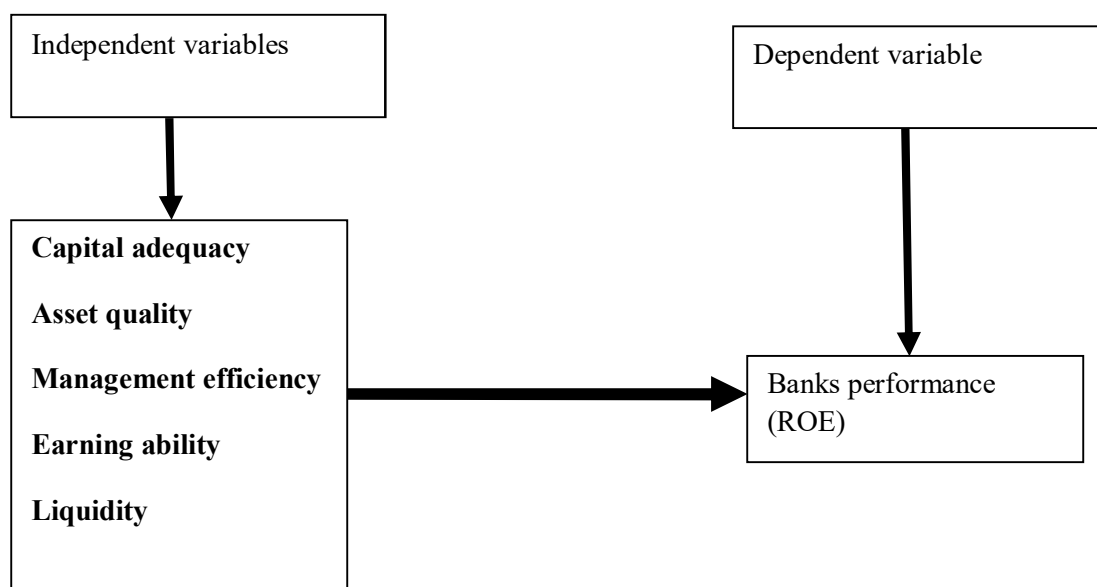 Independent variables
Dependent variable
Capital adequacy
Asset quality
Management efficiency
Earning ability
Liquidity
Banks performance
(ROE)